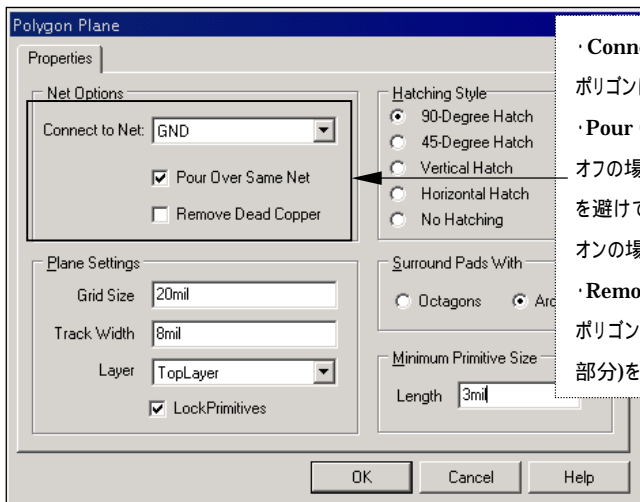 Polygon Plane
Properties
Net Options
Connect to Net: GND
Pour Over Same Net
Remove Dead Copper
Hatching Style
90-Degree Hatch
45-Degree Hatch
Vertical Hatch
Horizontal Hatch
No Hatching
Plane Settings
Grid Size 20mil
Track Width 8mil
Layer TopLayer
LockPrimitives
Surround Pads With
Octagons
Minimum Primitive Size
Length 3mil
OK Cancel Help
・Pour
ポリゴン
オフの場
を避けて
オンの場
ポリゴン
部分)を